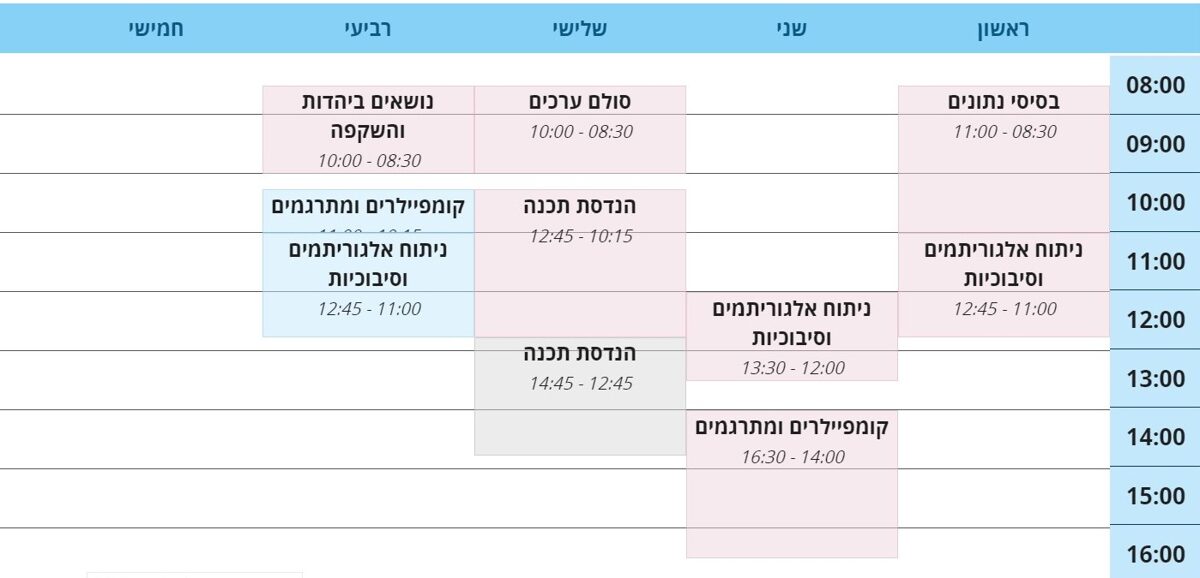 ראשון
שני
שלישי
רביעי
חמישי
08:00
09:00
10:00
11:00
12:00
13:00
14:00
15:00
16:00
בסיסי נתונים
11:00 - 08:30
ניתוח אלגוריתמים
וסיבוכיות
12:45 - 11:00
ניתוח אלגוריתמים
וסיבוכיות
13:30 - 12:00
קומפיילרים ומתרגמים
16:30 - 14:00
סולם ערכים
10:00 - 08:30
הנדסת תכנה
12:45 - 10:15
הנדסת תכנה
14:45 - 12:45
נושאים ביהדות
והשקפה
10:00 - 08:30
קומפיילרים ומתרגמים
11:00 - 10:15
ניתוח אלגוריתמים
וסיבוכיות
12:45 - 11:00